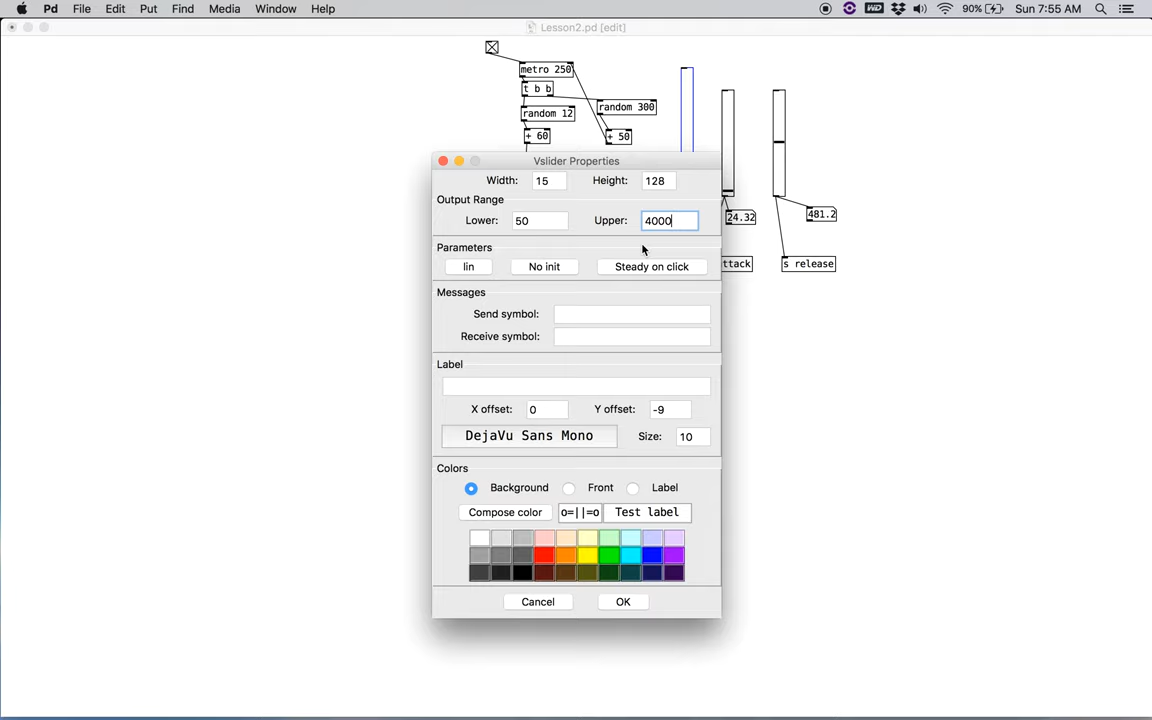 Pd File Edit Put Find Media Window Help 90% Sun 7:55 AM
Lesson2.pd [edit]
metro 250
t b b
random 12
random 300
+ 60
+ 50
24.32
481.2
ttack
s release
Vslider Properties
Width: 15 Height: 128
Output Range
Lower: 50 Upper: 4000
Parameters
lin No init Steady on click
Messages
Send symbol:
Receive symbol:
Label
X offset: 0 Y offset: -9
DejaVu Sans Mono Size: 10
Colors
Background Front Label
Compose color o=||=o Test label
Cancel OK